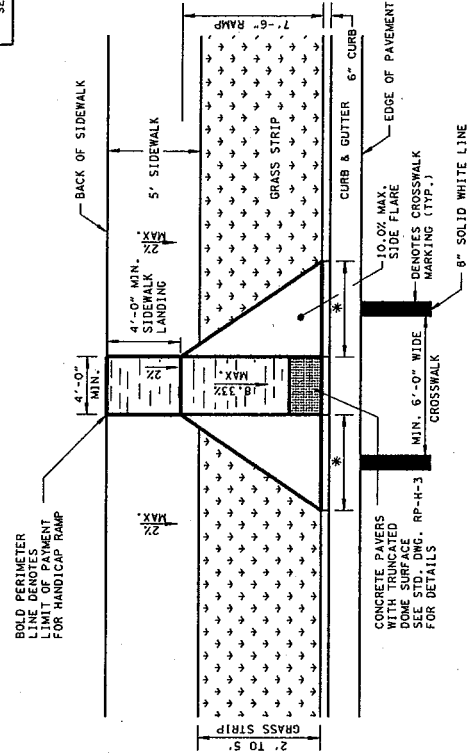 SE
BACK OF SIDEWALK
5' SIDEWALK
7'-6" RAMP
GRASS STRIP
6" CURB
CURB & GUTTER
EDGE OF PAVEMENT
2%
MAX.
4'-0" MIN.
SIDEWALK
LANDING
10.0% MAX.
SIDE FLARE
DENOTES CROSSWALK
MARKING (TYP.)
8" SOLID WHITE LINE
4'-0"
MIN.
2%
8.33%
MAX.
*
*
MIN. 6'-0" WIDE
CROSSWALK
BOLD PERIMETER
LINE DENOTES
LIMIT OF PAYMENT
FOR HANDICAP RAMP
2%
MAX.
CONCRETE PAVERS
WITH TRUNCATED
DOME SURFACE
SEE STD. DWG. RP-H-3
FOR DETAILS
2' TO 5'
GRASS STRIP